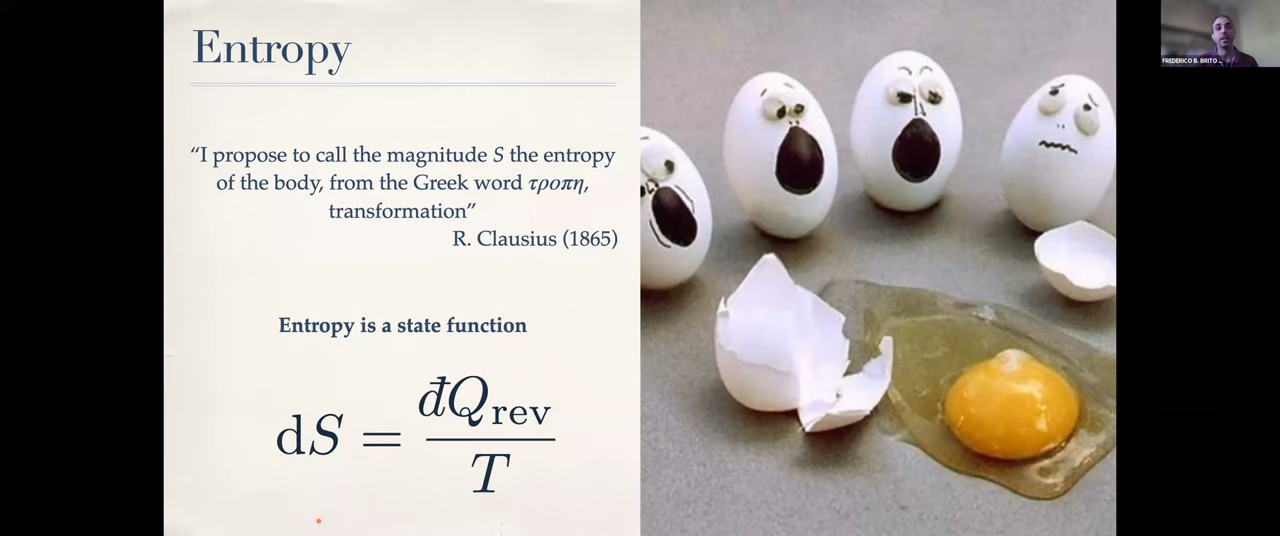 Entropy
“I propose to call the magnitude S the entropy
of the body, from the Greek word τροπη,
transformation”
R. Clausius (1865)
Entropy is a state function
dS = đQrev / T
FREDERICO B. BRITO ...